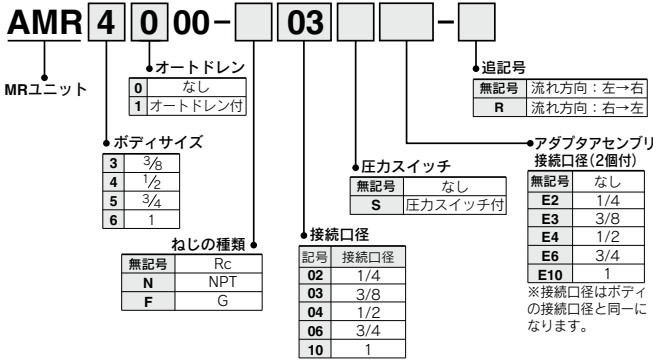 AMR 4 0 00- 03 -
MRユニット
オートドレン
0 なし
1 オートドレン付
ボディサイズ
3 3/8
4 1/2
5 3/4
6 1
ねじの種類
無記号 Rc
N NPT
F G
接続口径
記号 接続口径
02 1/4
03 3/8
04 1/2
06 3/4
10 1
圧力スイッチ
無記号 なし
S 圧力スイッチ付
追記号
無記号 流れ方向：左→右
R 流れ方向：右→左
アダプタアセンブリ
接続口径(2個付)
無記号 なし
E2 1/4
E3 3/8
E4 1/2
E6 3/4
E10 1
※接続口径はボディ
の接続口径と同一に
なります。